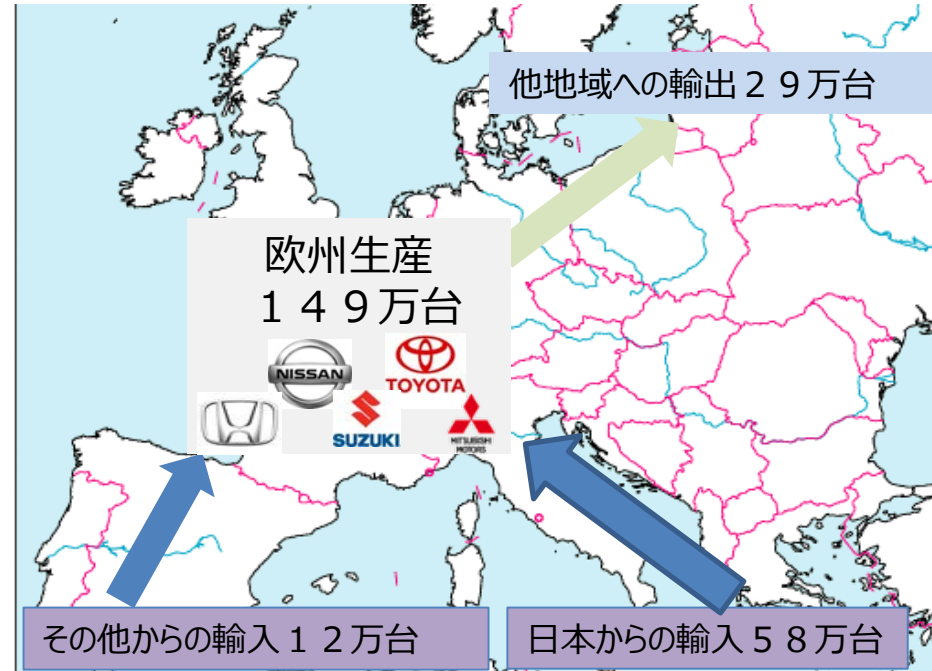 他地域への輸出２９万台
欧州生産
１４９万台
NISSAN
TOYOTA
SUZUKI
MITSUBISHI
MOTORS
その他からの輸入１２万台
日本からの輸入５８万台